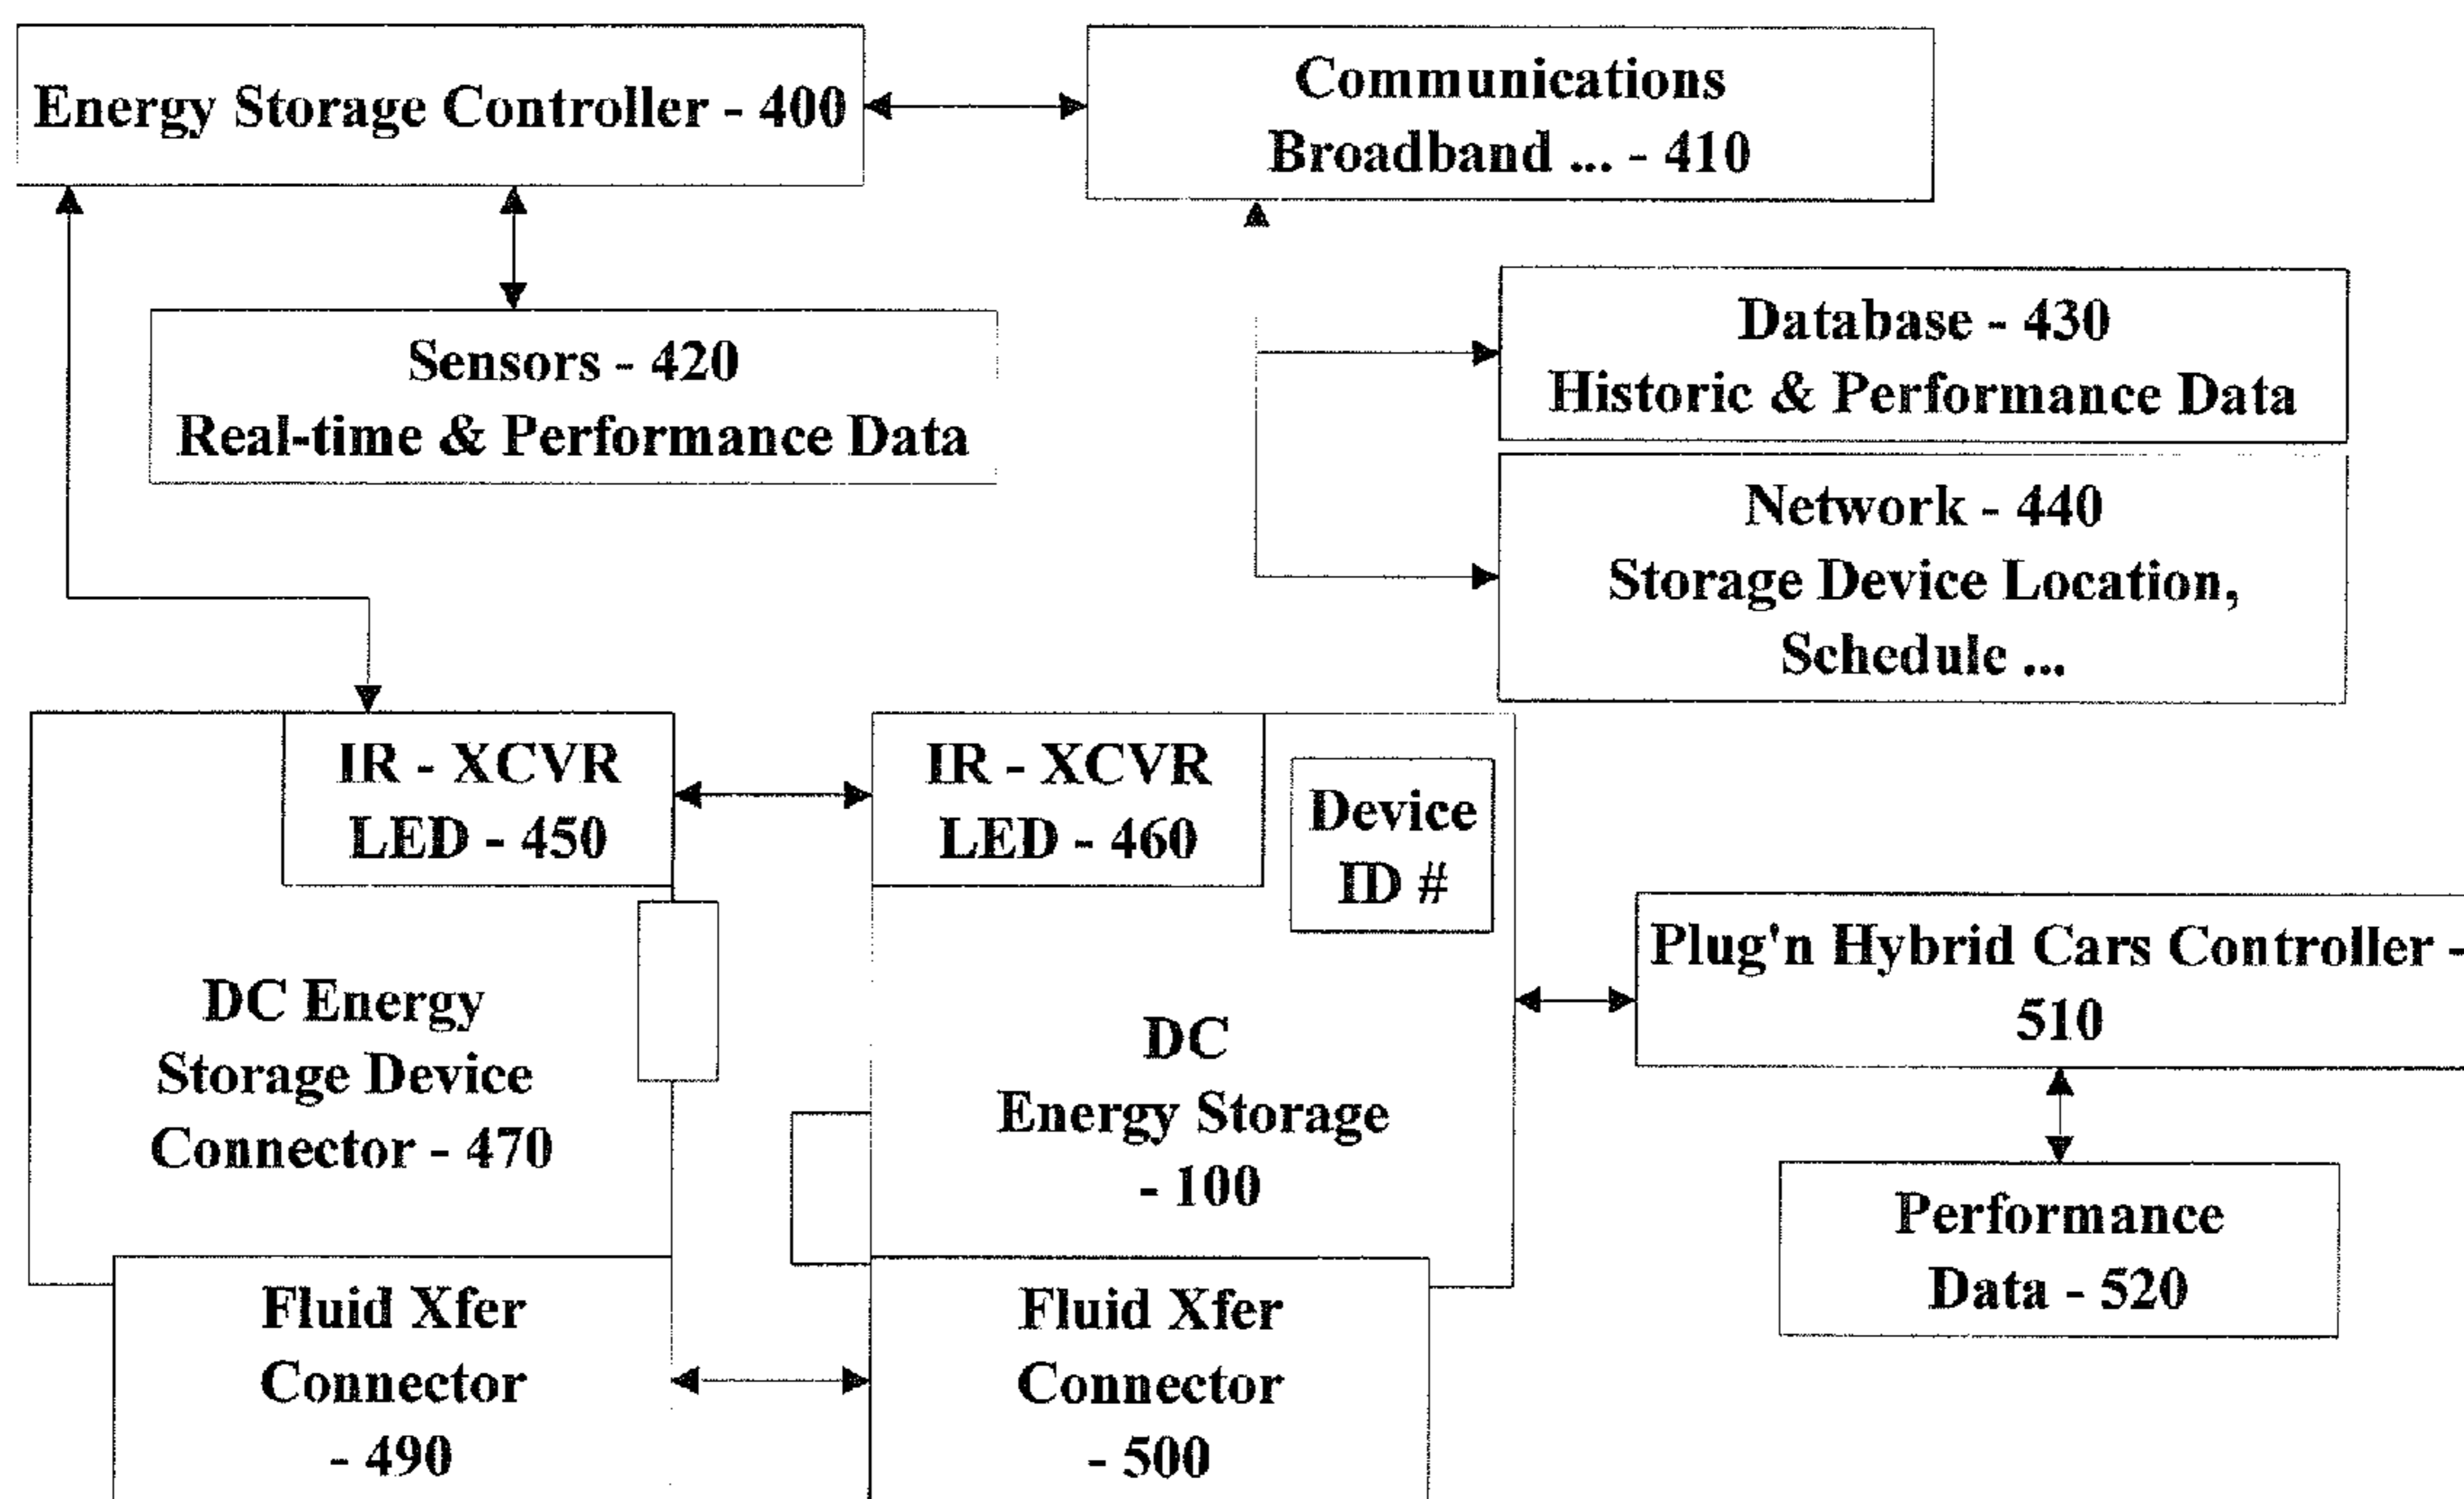 Energy Storage Controller - 400
Communications
Broadband ... - 410
Sensors - 420
Real-time & Performance Data
Database - 430
Historic & Performance Data
Network - 440
Storage Device Location,
Schedule ...
IR - XCVR
LED - 450
IR - XCVR
LED - 460
Device
ID #
DC Energy
Storage Device
Connector - 470
DC
Energy Storage
- 100
Plug'n Hybrid Cars Controller -
510
Performance
Data - 520
Fluid Xfer
Connector
- 490
Fluid Xfer
Connector
- 500